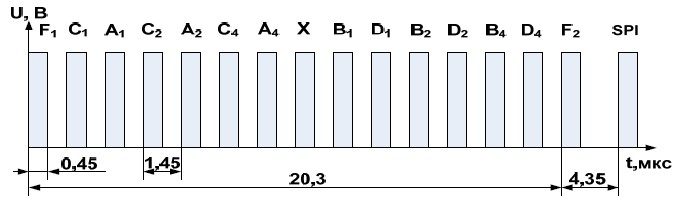 U, В
F₁ C₁ A₁ C₂ A₂ C₄ A₄ X B₁ D₁ B₂ D₂ B₄ D₄ F₂ SPI
0,45 1,45 t,мкс
20,3 4,35